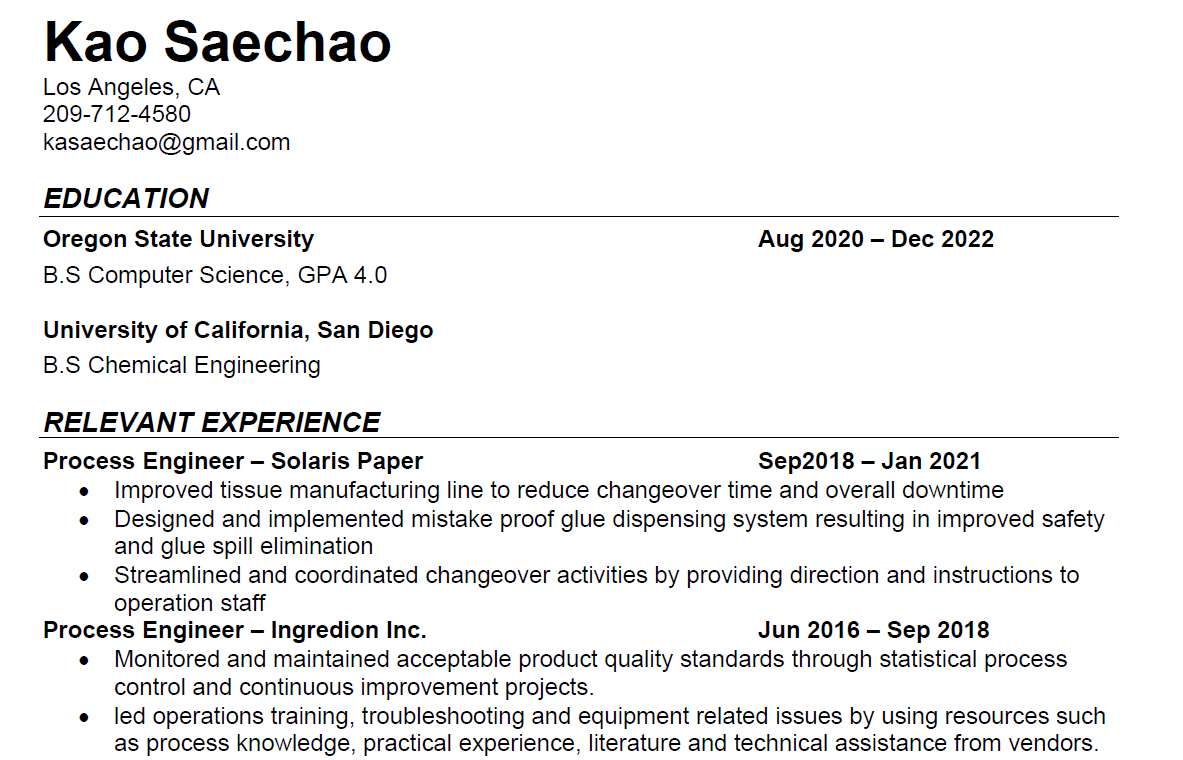 Kao Saechao
Los Angeles, CA
209-712-4580
kasaechao@gmail.com
EDUCATION
Oregon State University Aug 2020 – Dec 2022
B.S Computer Science, GPA 4.0
University of California, San Diego
B.S Chemical Engineering
RELEVANT EXPERIENCE
Process Engineer – Solaris Paper Sep2018 – Jan 2021
• Improved tissue manufacturing line to reduce changeover time and overall downtime
• Designed and implemented mistake proof glue dispensing system resulting in improved safety
and glue spill elimination
• Streamlined and coordinated changeover activities by providing direction and instructions to
operation staff
Process Engineer – Ingredion Inc. Jun 2016 – Sep 2018
• Monitored and maintained acceptable product quality standards through statistical process
control and continuous improvement projects.
• led operations training, troubleshooting and equipment related issues by using resources such
as process knowledge, practical experience, literature and technical assistance from vendors.